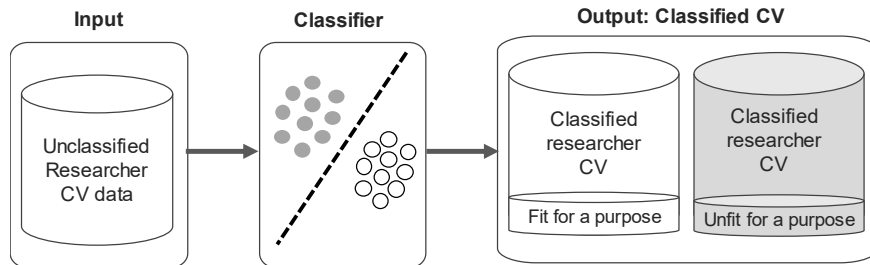 Input
Classifier
Output: Classified CV
Unclassified
Researcher
CV data
Classified
researcher
CV
Fit for a purpose
Classified
researcher
CV
Unfit for a purpose